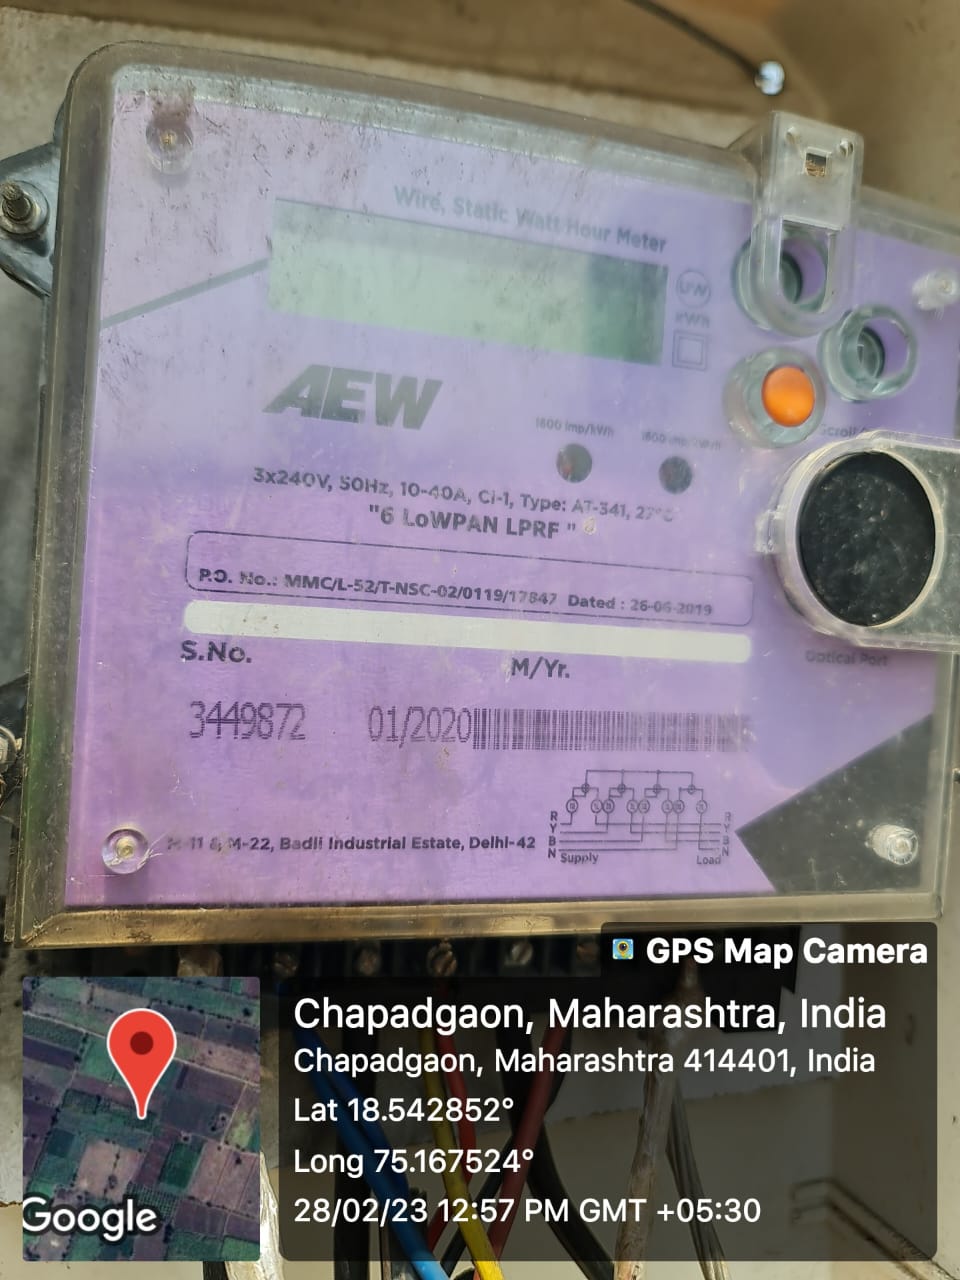 Wire, Static Watt Hour Meter
kWh
AEW
1600 imp/kWh
3x240V, 50Hz, 10-40A, Cl-1, Type: AT-341, 27°C
"6 LoWPAN LPRF"
P.O. No.: MMC/L-52/T-NSC-02/0119/17847 Dated : 26-06-2019
S.No. M/Yr.
Scroll
Optical Port
3449872 01/2020
M-11 & M-22, Badli Industrial Estate, Delhi-42
R R
Y Y
B B
N N
Supply Load
GPS Map Camera
Chapadgaon, Maharashtra, India
Chapadgaon, Maharashtra 414401, India
Lat 18.542852°
Long 75.167524°
28/02/23 12:57 PM GMT +05:30
Google